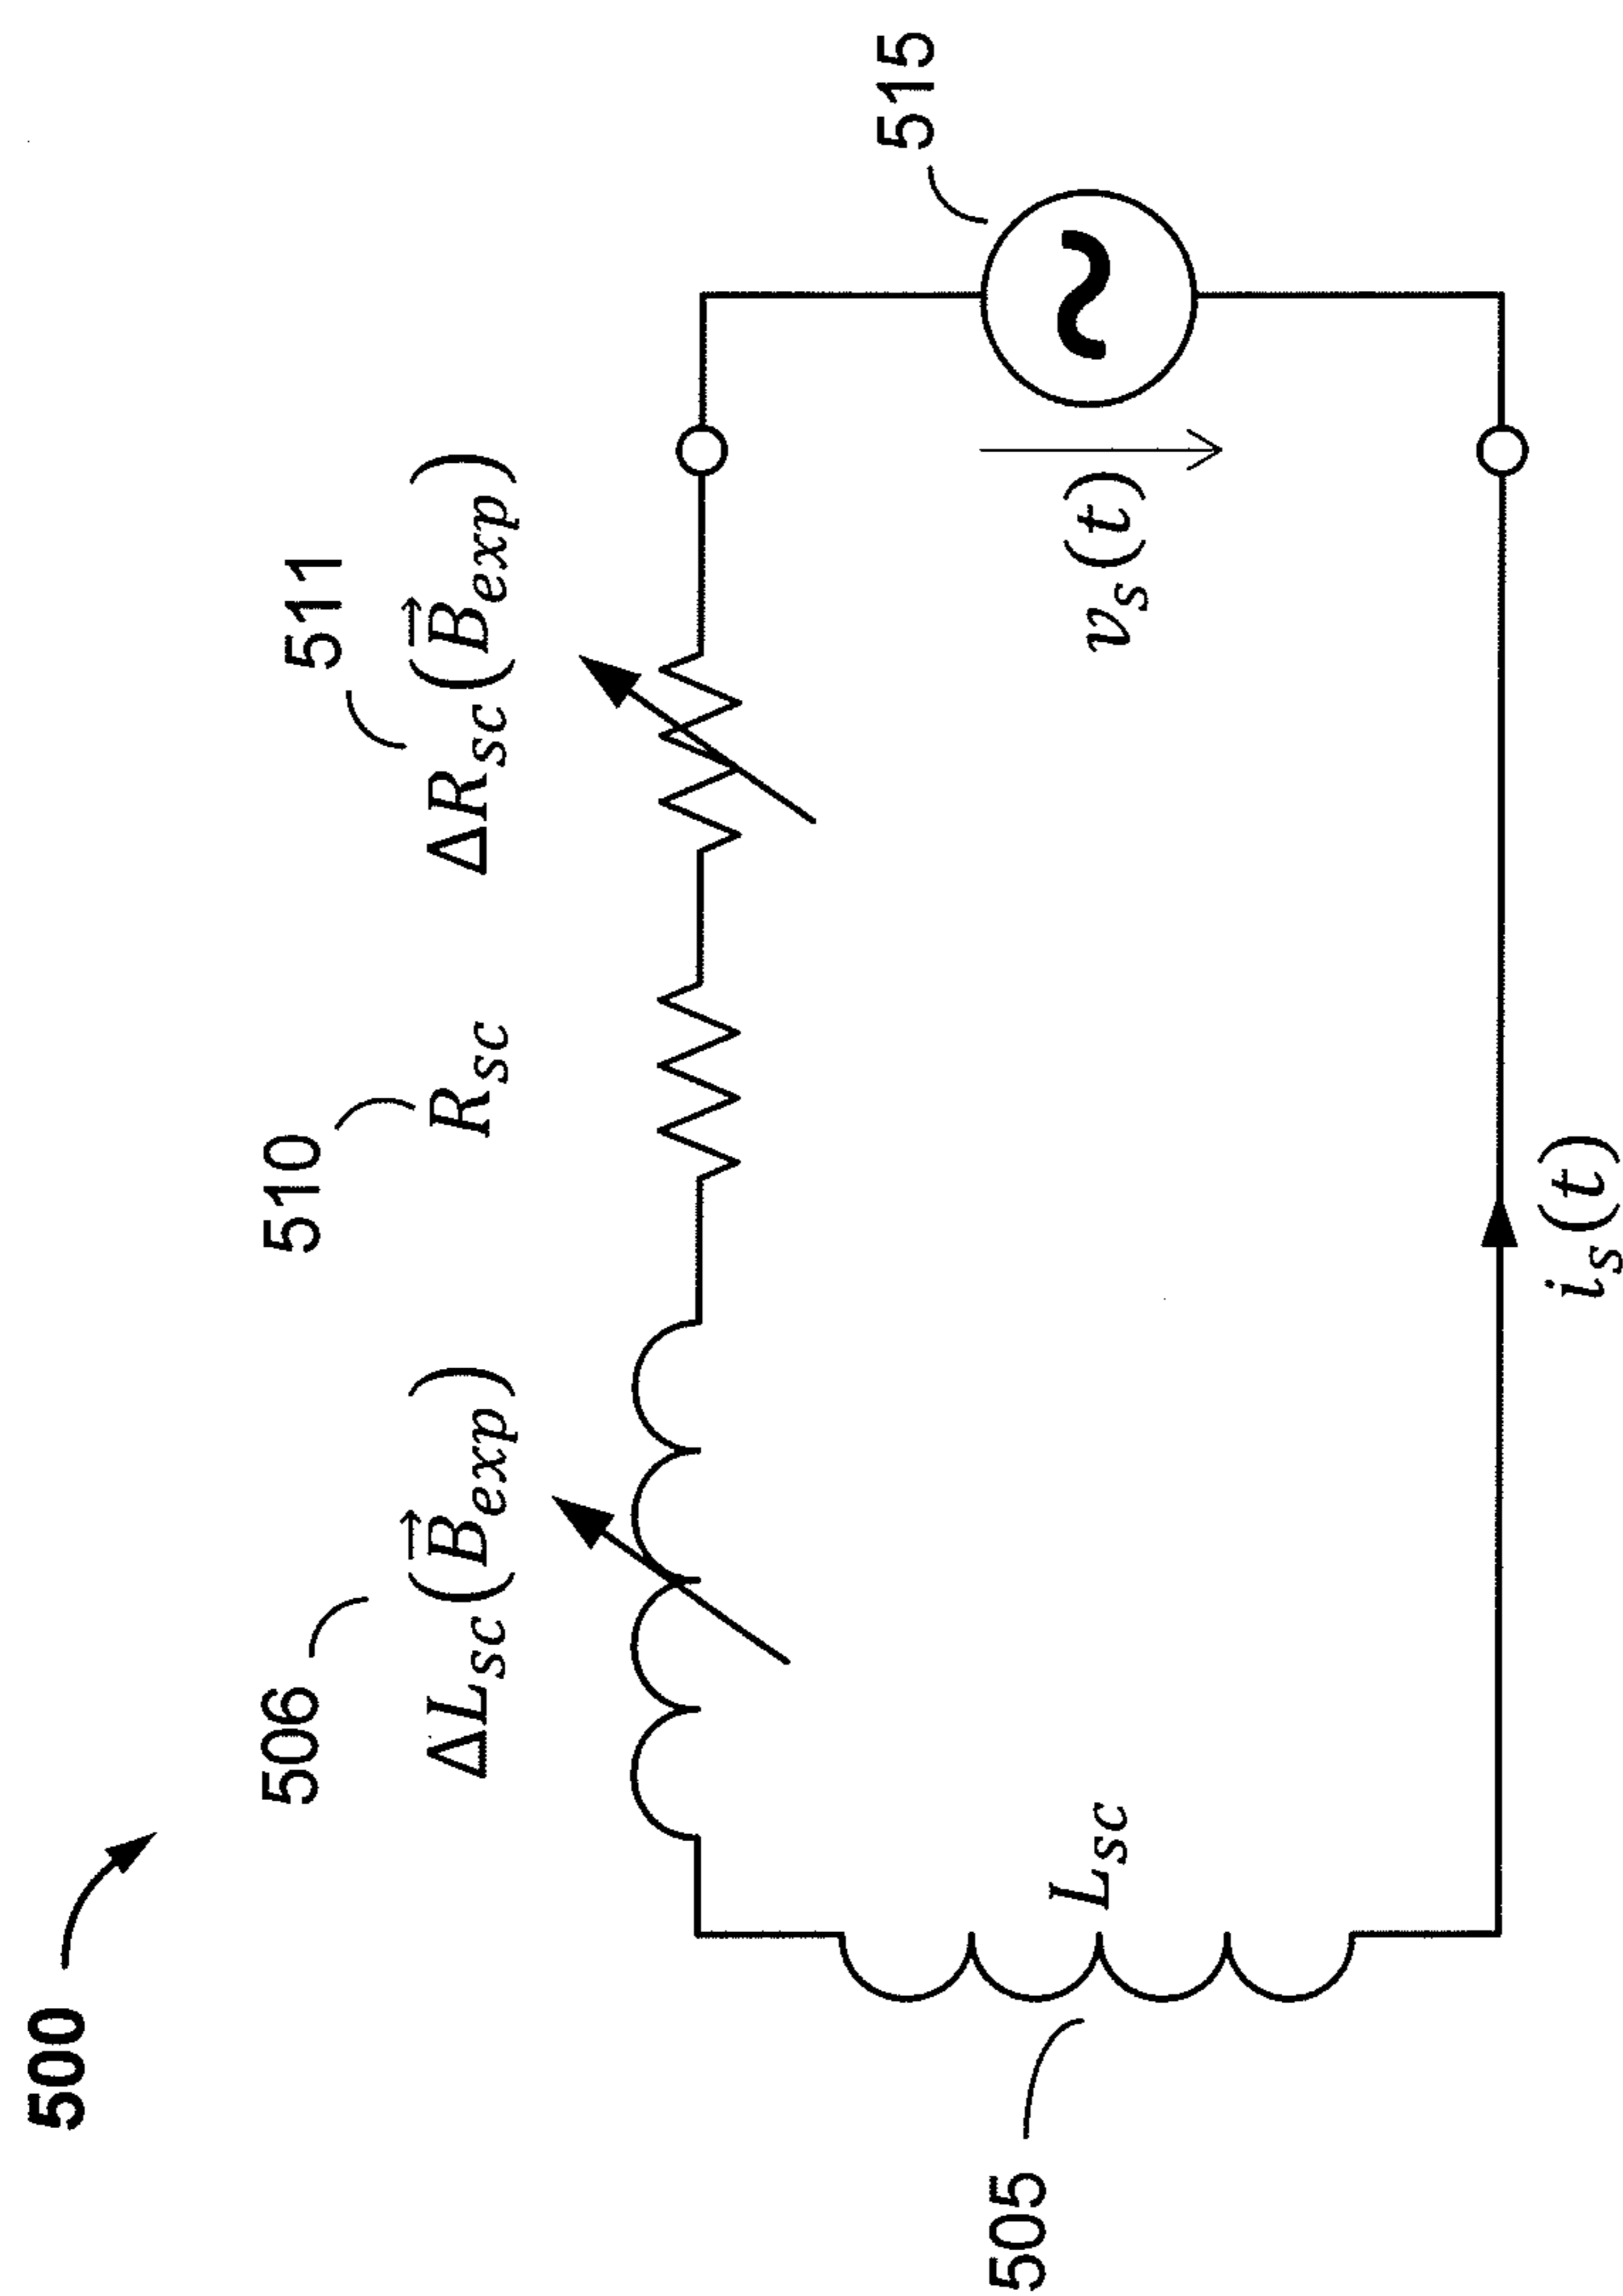 500
506
510
511
ΔL_sc(B⃗_exp)
R_sc
ΔR_sc(B⃗_exp)
515
505
L_sc
v_s(t)
i_s(t)